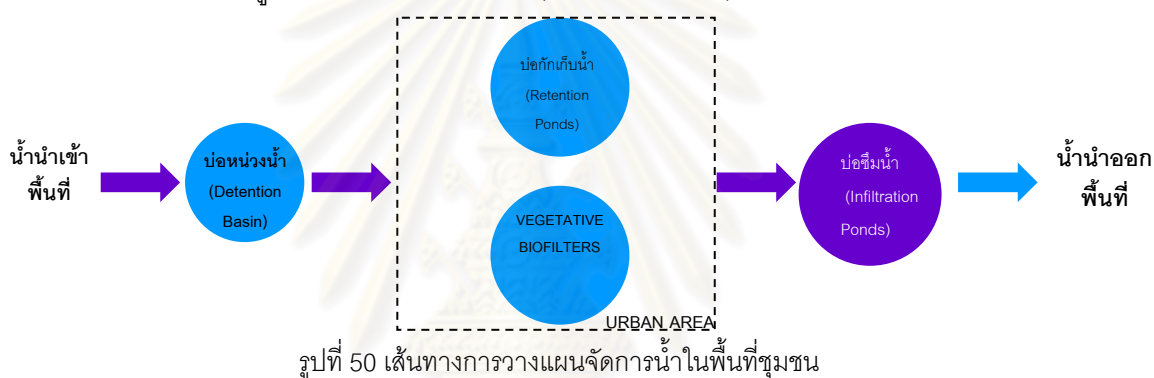 น้ำนำเข้า
พื้นที่
บ่อหน่วงน้ำ
(Detention
Basin)
บ่อกักเก็บน้ำ
(Retention
Ponds)
VEGETATIVE
BIOFILTERS
URBAN AREA
บ่อซึมน้ำ
(Infiltration
Ponds)
น้ำนำออก
พื้นที่
รูปที่ 50 เส้นทางการวางแผนจัดการน้ำในพื้นที่ชุมชน